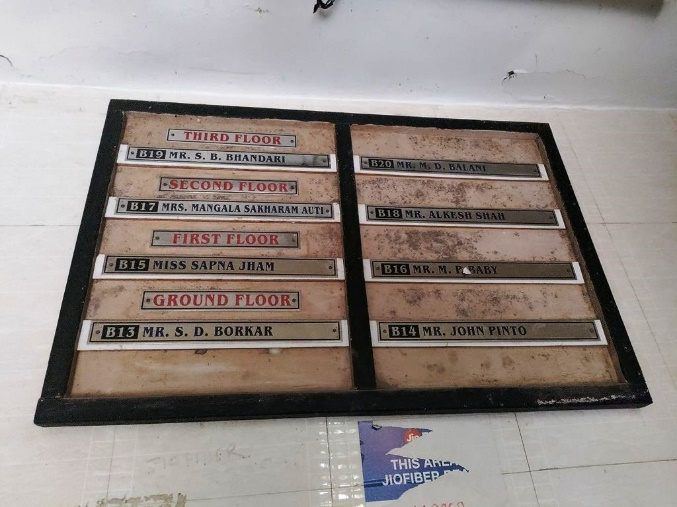 THIRD FLOOR
B19 MR. S. B. BHANDARI
B20 MR. M. D. BALANI
SECOND FLOOR
B17 MRS. MANGALA SAKHARAM AUTI
B18 MR. ALKESH SHAH
FIRST FLOOR
B15 MISS SAPNA JHAM
B16 MR. M. P. BABY
GROUND FLOOR
B13 MR. S. D. BORKAR
B14 MR. JOHN PINTO
Jio
THIS AREA
JIOFIBER